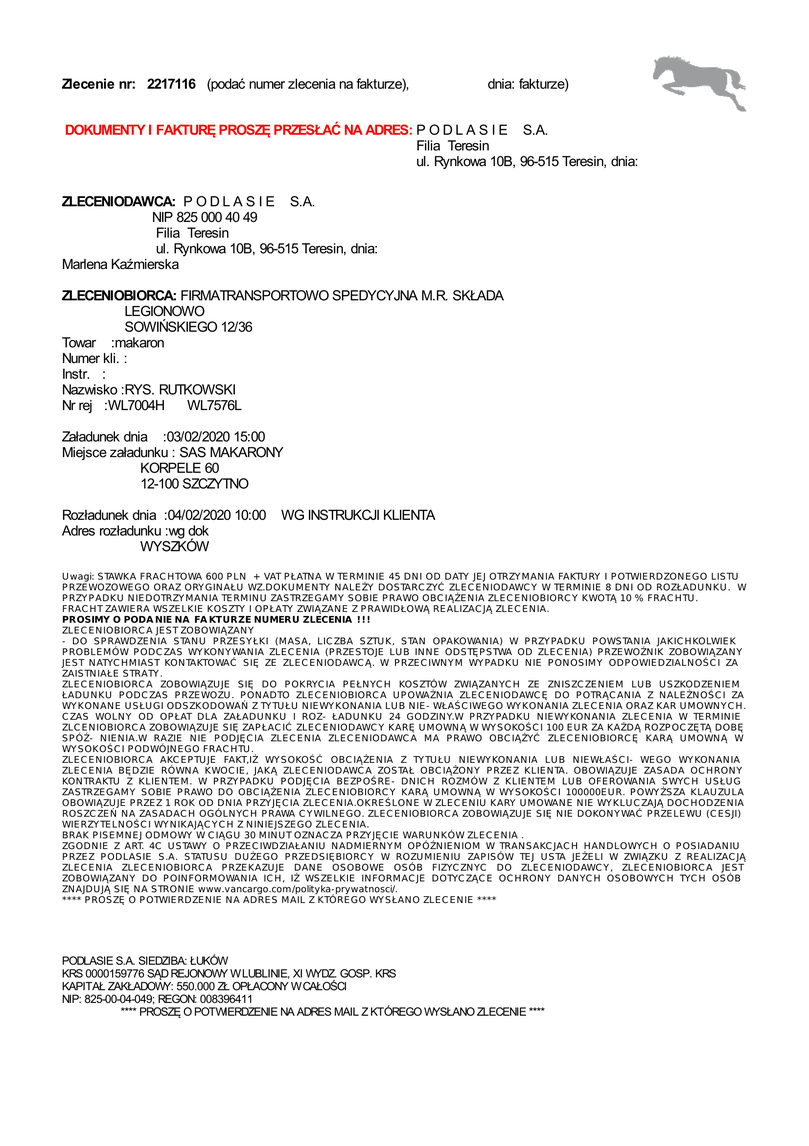 Zlecenie nr: 2217116 (podać numer zlecenia na fakturze), dnia: fakturze)
DOKUMENTY I FAKTURĘ PROSZĘ PRZESŁAĆ NA ADRES: P O D L A S I E S.A.
Filia Teresin
ul. Rynkowa 10B, 96-515 Teresin, dnia:
ZLECENIODAWCA: P O D L A S I E S.A.
NIP 825 000 40 49
Filia Teresin
ul. Rynkowa 10B, 96-515 Teresin, dnia:
Marlena Kaźmierska
ZLECENIOBIORCA: FIRMATRANSPORTOWO SPEDYCYJNA M.R. SKŁADA
LEGIONOWO
SOWIŃSKIEGO 12/36
Towar :makaron
Numer kli. :
Instr. :
Nazwisko :RYS. RUTKOWSKI
Nr rej :WL7004H WL7576L
Załadunek dnia :03/02/2020 15:00
Miejsce załadunku : SAS MAKARONY
KORPELE 60
12-100 SZCZYTNO
Rozładunek dnia :04/02/2020 10:00 WG INSTRUKCJI KLIENTA
Adres rozładunku :wg dok
WYSZKÓW
Uwagi: STAWKA FRACHTOWA 600 PLN + VAT PŁATNA W TERMINIE 45 DNI OD DATY JEJ OTRZYMANIA FAKTURY I POTWIERDZONEGO LISTU
PRZEWOZOWEGO ORAZ ORYGINAŁU WZ.DOKUMENTY NALEŻY DOSTARCZYĆ ZLECENIODAWCY W TERMINIE 8 DNI OD ROZŁADUNKU. W
PRZYPADKU NIEDOTRZYMANIA TERMINU ZASTRZEGAMY SOBIE PRAWO OBCIĄŻENIA ZLECENIOBIORCY KWOTĄ 10 % FRACHTU.
FRACHT ZAWIERA WSZELKIE KOSZTY I OPŁATY ZWIĄZANE Z PRAWIDŁOWĄ REALIZACJĄ ZLECENIA.
PROSIMY O PODANIE NA FAKTURZE NUMERU ZLECENIA !!!
ZLECENIOBIORCA JEST ZOBOWIĄZANY
- DO SPRAWDZENIA STANU PRZESYŁKI (MASA, LICZBA SZTUK, STAN OPAKOWANIA) W PRZYPADKU POWSTANIA JAKICHKOLWIEK
PROBLEMÓW PODCZAS WYKONYWANIA ZLECENIA (PRZESTOJE LUB INNE ODSTĘPSTWA OD ZLECENIA) PRZEWOŹNIK ZOBOWIĄZANY
JEST NATYCHMIAST KONTAKTOWAĆ SIĘ ZE ZLECENIODAWCĄ. W PRZECIWNYM WYPADKU NIE PONOSIMY ODPOWIEDZIALNOŚCI ZA
ZAISTNIAŁE STRATY.
ZLECENIOBIORCA ZOBOWIĄZUJE SIĘ DO POKRYCIA PEŁNYCH KOSZTÓW ZWIĄZANYCH ZE ZNISZCZENIEM LUB USZKODZENIEM
ŁADUNKU PODCZAS PRZEWOZU. PONADTO ZLECENIOBIORCA UPOWAŻNIA ZLECENIODAWCĘ DO POTRĄCANIA Z NALEŻNOŚCI ZA
WYKONANE USŁUGI ODSZKODOWAŃ Z TYTUŁU NIEWYKONANIA LUB NIE- WŁAŚCIWEGO WYKONANIA ZLECENIA ORAZ KAR UMOWNYCH.
CZAS WOLNY OD OPŁAT DLA ZAŁADUNKU I ROZ- ŁADUNKU 24 GODZINY.W PRZYPADKU NIEWYKONANIA ZLECENIA W TERMINIE
ZLCENIOBIORCA ZOBOWIĄZUJE SIĘ ZAPŁACIĆ ZLECENIODAWCY KARĘ UMOWNĄ W WYSOKOŚCI 100 EUR ZA KAŻDĄ ROZPOCZĘTĄ DOBĘ
SPÓŹ- NIENIA.W RAZIE NIE PODJĘCIA ZLECENIA ZLECENIODAWCA MA PRAWO OBCIĄŻYĆ ZLECENIOBIORCĘ KARĄ UMOWNĄ W
WYSOKOŚCI PODWÓJNEGO FRACHTU.
ZLECENIOBIORCA AKCEPTUJE FAKT,IŻ WYSOKOŚĆ OBCIĄŻENIA Z TYTUŁU NIEWYKONANIA LUB NIEWŁAŚCI- WEGO WYKONANIA
ZLECENIA BĘDZIE RÓWNA KWOCIE, JAKĄ ZLECENIODAWCA ZOSTAŁ OBCIĄŻONY PRZEZ KLIENTA. OBOWIĄZUJE ZASADA OCHRONY
KONTRAKTU Z KLIENTEM. W PRZYPADKU PODJĘCIA BEZPOŚRE- DNICH ROZMÓW Z KLIENTEM LUB OFEROWANIA SWYCH USŁUG
ZASTRZEGAMY SOBIE PRAWO DO OBCIĄŻENIA ZLECENIOBIORCY KARĄ UMOWNĄ W WYSOKOŚCI 100000EUR. POWYŻSZA KLAUZULA
OBOWIĄZUJE PRZEZ 1 ROK OD DNIA PRZYJĘCIA ZLECENIA.OKREŚLONE W ZLECENIU KARY UMOWANE NIE WYKLUCZAJĄ DOCHODZENIA
ROSZCZEŃ NA ZASADACH OGÓLNYCH PRAWA CYWILNEGO. ZLECENIOBIORCA ZOBOWIĄZUJE SIĘ NIE DOKONYWAĆ PRZELEWU (CESJI)
WIERZYTELNOŚCI WYNIKAJĄCYCH Z NINIEJSZEGO ZLECENIA.
BRAK PISEMNEJ ODMOWY W CIĄGU 30 MINUT OZNACZA PRZYJĘCIE WARUNKÓW ZLECENIA .
ZGODNIE Z ART. 4C USTAWY O PRZECIWDZIAŁANIU NADMIERNYM OPÓŹNIENIOM W TRANSAKCJACH HANDLOWYCH O POSIADANIU
PRZEZ PODLASIE S.A. STATUSU DUŻEGO PRZEDSIĘBIORCY W ROZUMIENIU ZAPISÓW TEJ USTA JEŻELI W ZWIĄZKU Z REALIZACJĄ
ZLECENIA ZLECENIOBIORCA PRZEKAZUJE DANE OSOBOWE OSÓB FIZYCZNYC DO ZLECENIODAWCY, ZLECENIOBIORCA JEST
ZOBOWIĄZANY DO POINFORMOWANIA ICH, IŻ WSZELKIE INFORMACJE DOTYCZĄCE OCHRONY DANYCH OSOBOWYCH TYCH OSÓB
ZNAJDUJĄ SIĘ NA STRONIE www.vancargo.com/polityka-prywatnosci/.
**** PROSZĘ O POTWIERDZENIE NA ADRES MAIL Z KTÓREGO WYSŁANO ZLECENIE ****
PODLASIE S.A. SIEDZIBA: ŁUKÓW
KRS 0000159776 SĄD REJONOWY W LUBLINIE, XI WYDZ. GOSP. KRS
KAPITAŁ ZAKŁADOWY: 550.000 ZŁ OPŁACONY W CAŁOŚCI
NIP: 825-00-04-049; REGON: 008396411
**** PROSZĘ O POTWIERDZENIE NA ADRES MAIL Z KTÓREGO WYSŁANO ZLECENIE ****